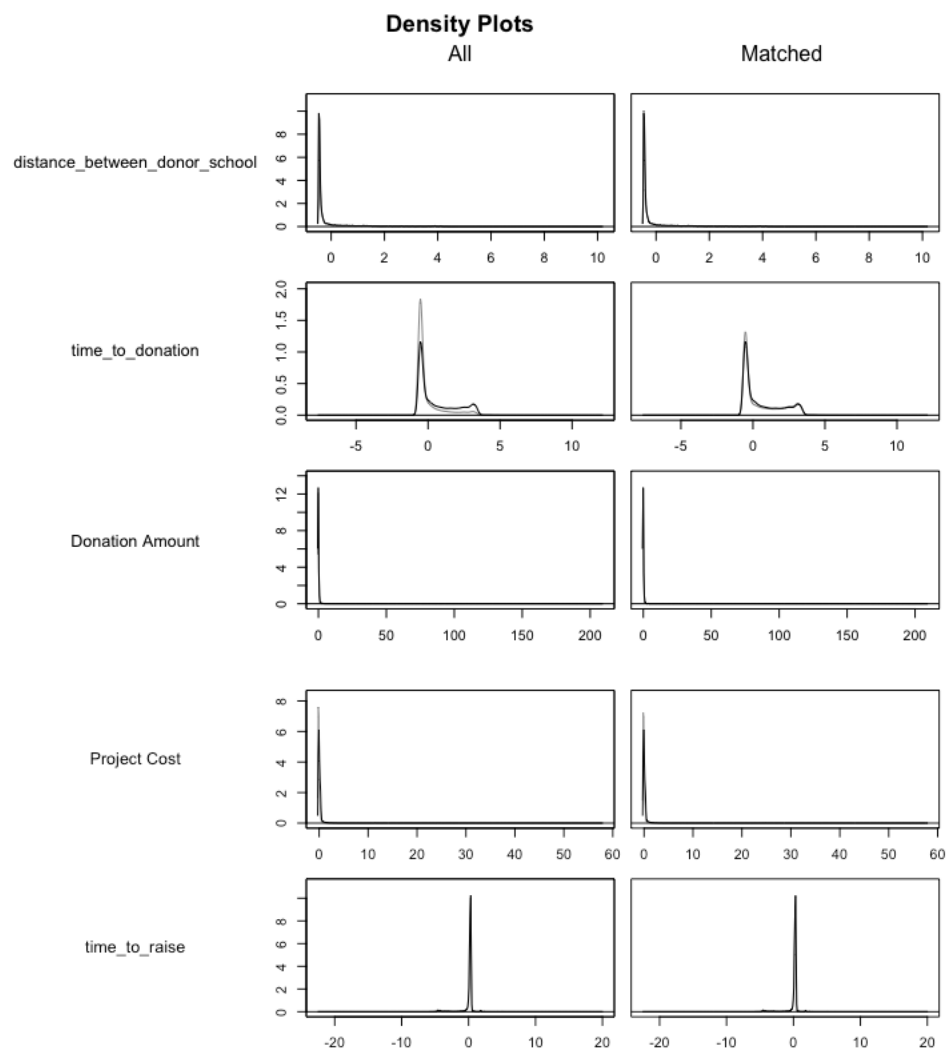 Density Plots
All Matched
distance_between_donor_school
0 2 4 6 8
0 2 4 6 8 10
0 2 4 6 8 10
time_to_donation
0.0 0.5 1.0 1.5 2.0
-5 0 5 10
-5 0 5 10
Donation Amount
0 4 8 12
0 50 100 150 200
0 50 100 150 200
Project Cost
0 2 4 6 8
0 10 20 30 40 50 60
0 10 20 30 40 50 60
time_to_raise
0 2 4 6 8
-20 -10 0 10 20
-20 -10 0 10 20